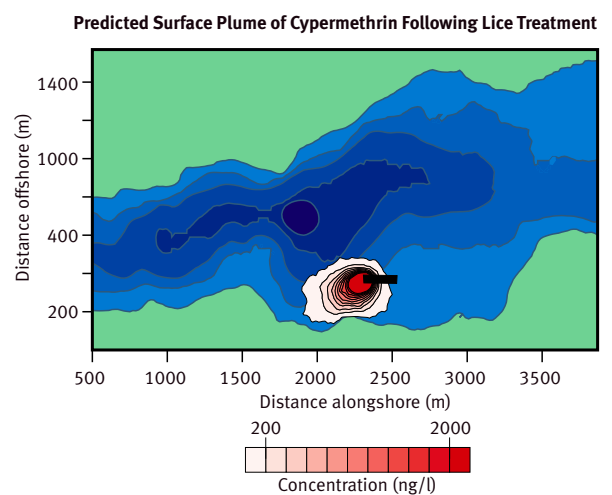 Predicted Surface Plume of Cypermethrin Following Lice Treatment
Distance offshore (m)
1400
1000
400
200
500 1000 1500 2000 2500 3000 3500
Distance alongshore (m)
200 2000
Concentration (ng/l)